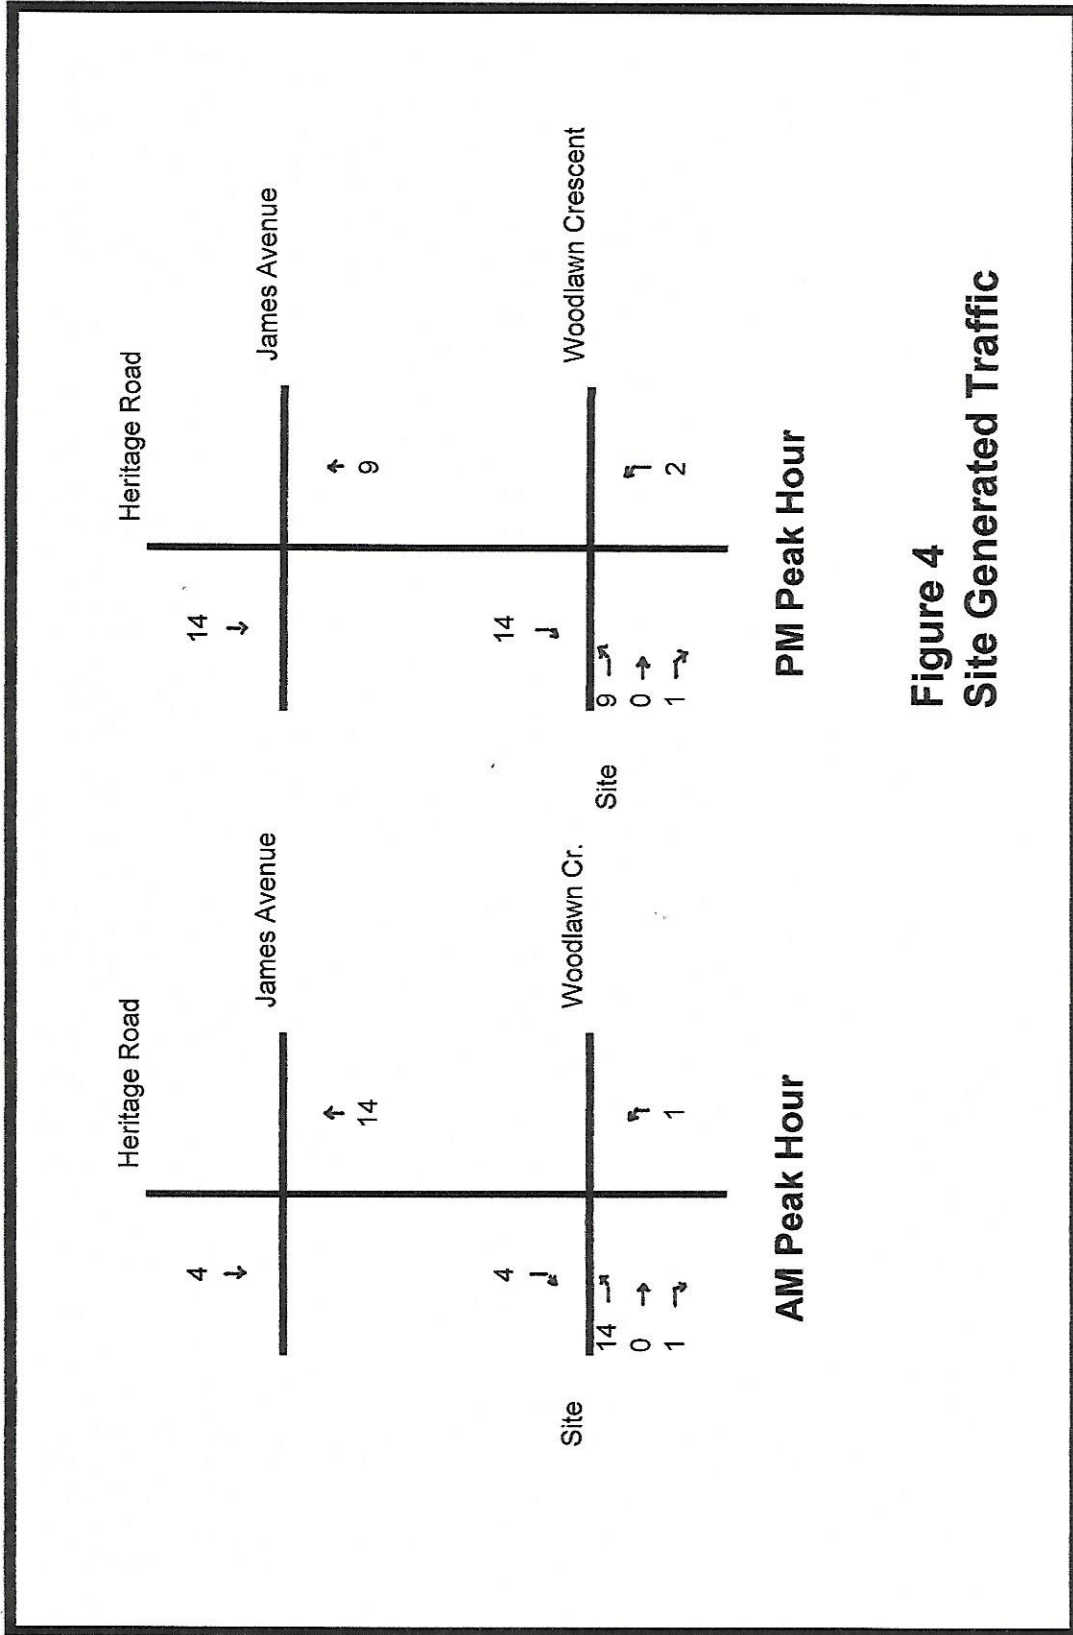 Heritage Road
4
James Avenue
14
4
Woodlawn Cr.
Site
14
0
1
1
AM Peak Hour
Heritage Road
14
James Avenue
9
14
Woodlawn Crescent
Site
9
0
1
2
PM Peak Hour
Figure 4
Site Generated Traffic